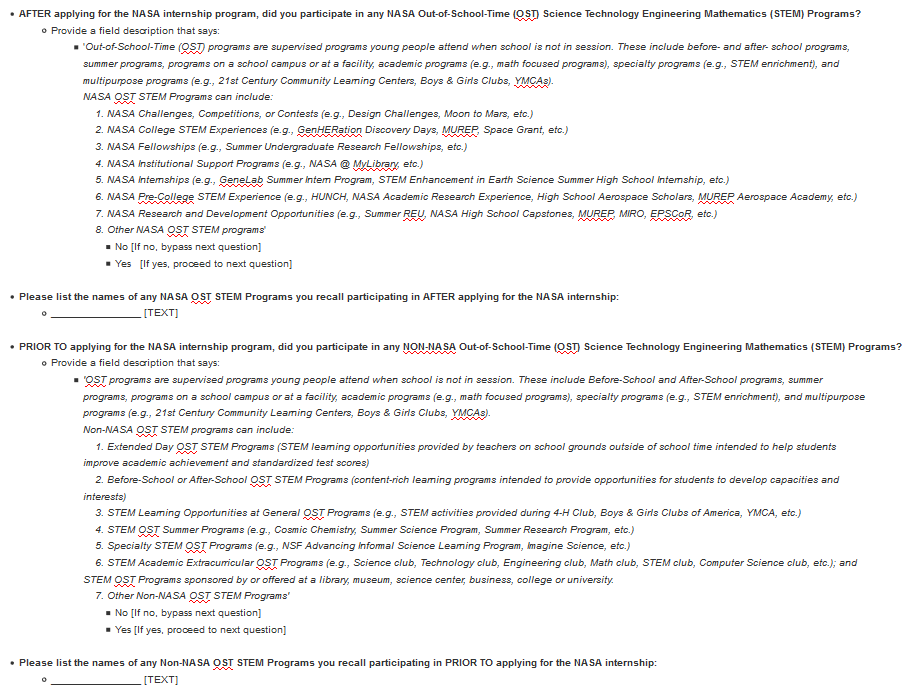 • AFTER applying for the NASA internship program, did you participate in any NASA Out-of-School-Time (OST) Science Technology Engineering Mathematics (STEM) Programs?
o Provide a field description that says:
▪ 'Out-of-School-Time (OST) programs are supervised programs young people attend when school is not in session. These include before- and after- school programs,
summer programs, programs on a school campus or at a facility, academic programs (e.g., math focused programs), specialty programs (e.g., STEM enrichment), and
multipurpose programs (e.g., 21st Century Community Learning Centers, Boys & Girls Clubs, YMCAs).
NASA OST STEM Programs can include:
1. NASA Challenges, Competitions, or Contests (e.g., Design Challenges, Moon to Mars, etc.)
2. NASA College STEM Experiences (e.g., GenHERation Discovery Days, MUREP, Space Grant, etc.)
3. NASA Fellowships (e.g., Summer Undergraduate Research Fellowships, etc.)
4. NASA Institutional Support Programs (e.g., NASA @ MyLibrary, etc.)
5. NASA Internships (e.g., GeneLab Summer Intern Program, STEM Enhancement in Earth Science Summer High School Internship, etc.)
6. NASA Pre-College STEM Experience (e.g., HUNCH, NASA Academic Research Experience, High School Aerospace Scholars, MUREP Aerospace Academy, etc.)
7. NASA Research and Development Opportunities (e.g., Summer REU, NASA High School Capstones, MUREP, MIRO, EPSCoR, etc.)
8. Other NASA OST STEM programs'
▪ No [If no, bypass next question]
▪ Yes [If yes, proceed to next question]
• Please list the names of any NASA OST STEM Programs you recall participating in AFTER applying for the NASA internship:
o ________________ [TEXT]
• PRIOR TO applying for the NASA internship program, did you participate in any NON-NASA Out-of-School-Time (OST) Science Technology Engineering Mathematics (STEM) Programs?
o Provide a field description that says:
▪ 'OST programs are supervised programs young people attend when school is not in session. These include Before-School and After-School programs, summer
programs, programs on a school campus or at a facility, academic programs (e.g., math focused programs), specialty programs (e.g., STEM enrichment), and multipurpose
programs (e.g., 21st Century Community Learning Centers, Boys & Girls Clubs, YMCAs).
Non-NASA OST STEM programs can include:
1. Extended Day OST STEM Programs (STEM learning opportunities provided by teachers on school grounds outside of school time intended to help students
improve academic achievement and standardized test scores)
2. Before-School or After-School OST STEM Programs (content-rich learning programs intended to provide opportunities for students to develop capacities and
interests)
3. STEM Learning Opportunities at General OST Programs (e.g., STEM activities provided during 4-H Club, Boys & Girls Clubs of America, YMCA, etc.)
4. STEM OST Summer Programs (e.g., Cosmic Chemistry, Summer Science Program, Summer Research Program, etc.)
5. Specialty STEM OST Programs (e.g., NSF Advancing Informal Science Learning Program, Imagine Science, etc.)
6. STEM Academic Extracurricular OST Programs (e.g., Science club, Technology club, Engineering club, Math club, STEM club, Computer Science club, etc.); and
STEM OST Programs sponsored by or offered at a library, museum, science center, business, college or university.
7. Other Non-NASA OST STEM Programs'
▪ No [If no, bypass next question]
▪ Yes [If yes, proceed to next question]
• Please list the names of any Non-NASA OST STEM Programs you recall participating in PRIOR TO applying for the NASA internship:
o ________________ [TEXT]